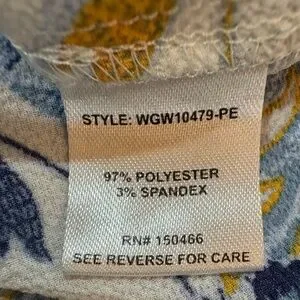 STYLE: WGW10479-PE
97% POLYESTER
3% SPANDEX
RN# 150466
SEE REVERSE FOR CARE